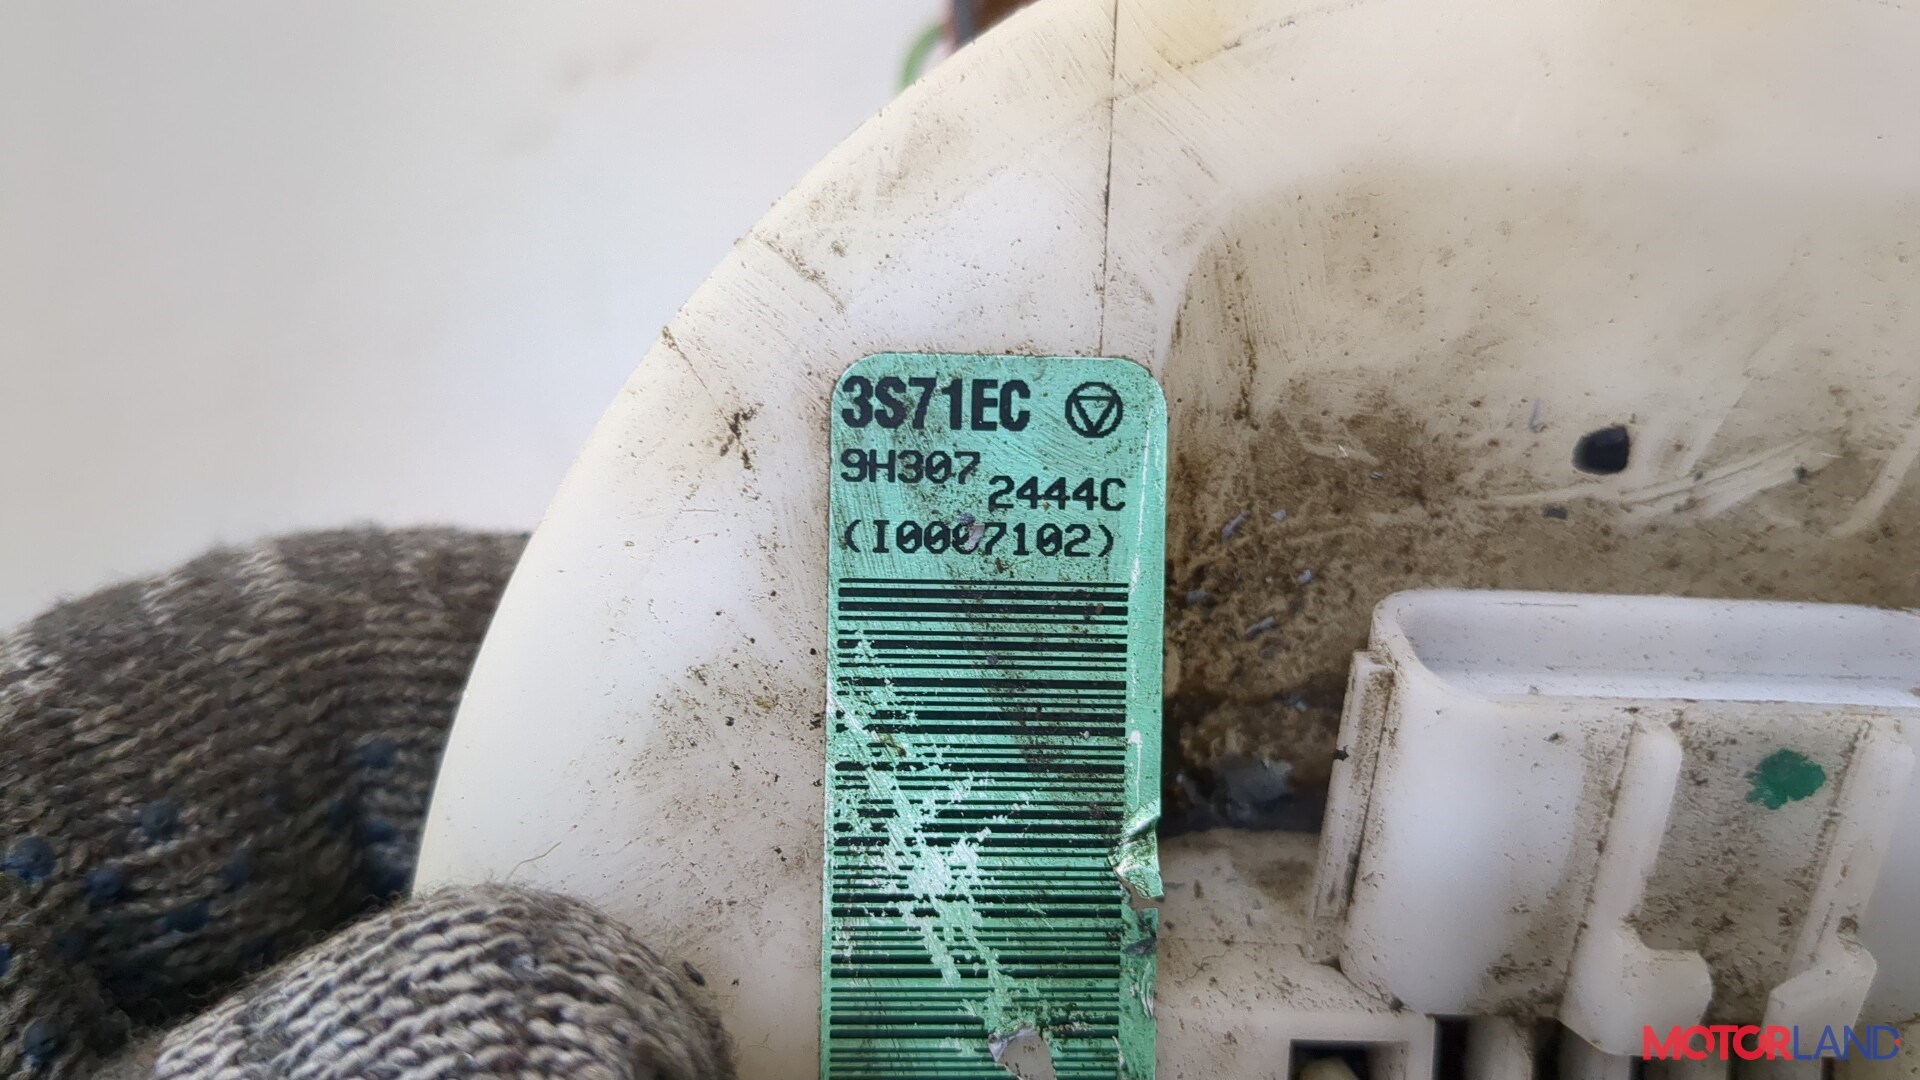 3S71EC
9H307
2444C
(I0007102)
MOTORLAND